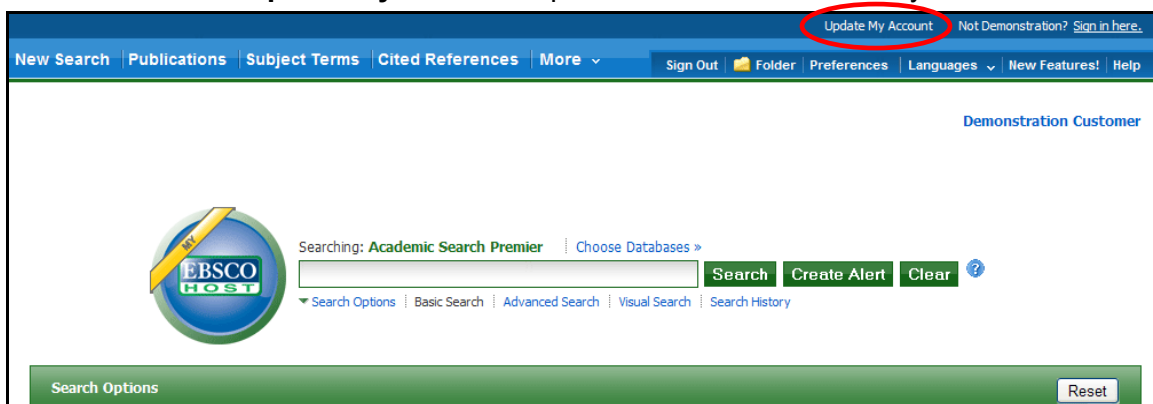 Update My Account Not Demonstration? Sign in here.
New Search Publications Subject Terms Cited References More Sign Out Folder Preferences Languages New Features! Help
Demonstration Customer
MY
EBSCO
HOST
Searching: Academic Search Premier Choose Databases »
Search Create Alert Clear ?
Search Options Basic Search Advanced Search Visual Search Search History
Search Options Reset